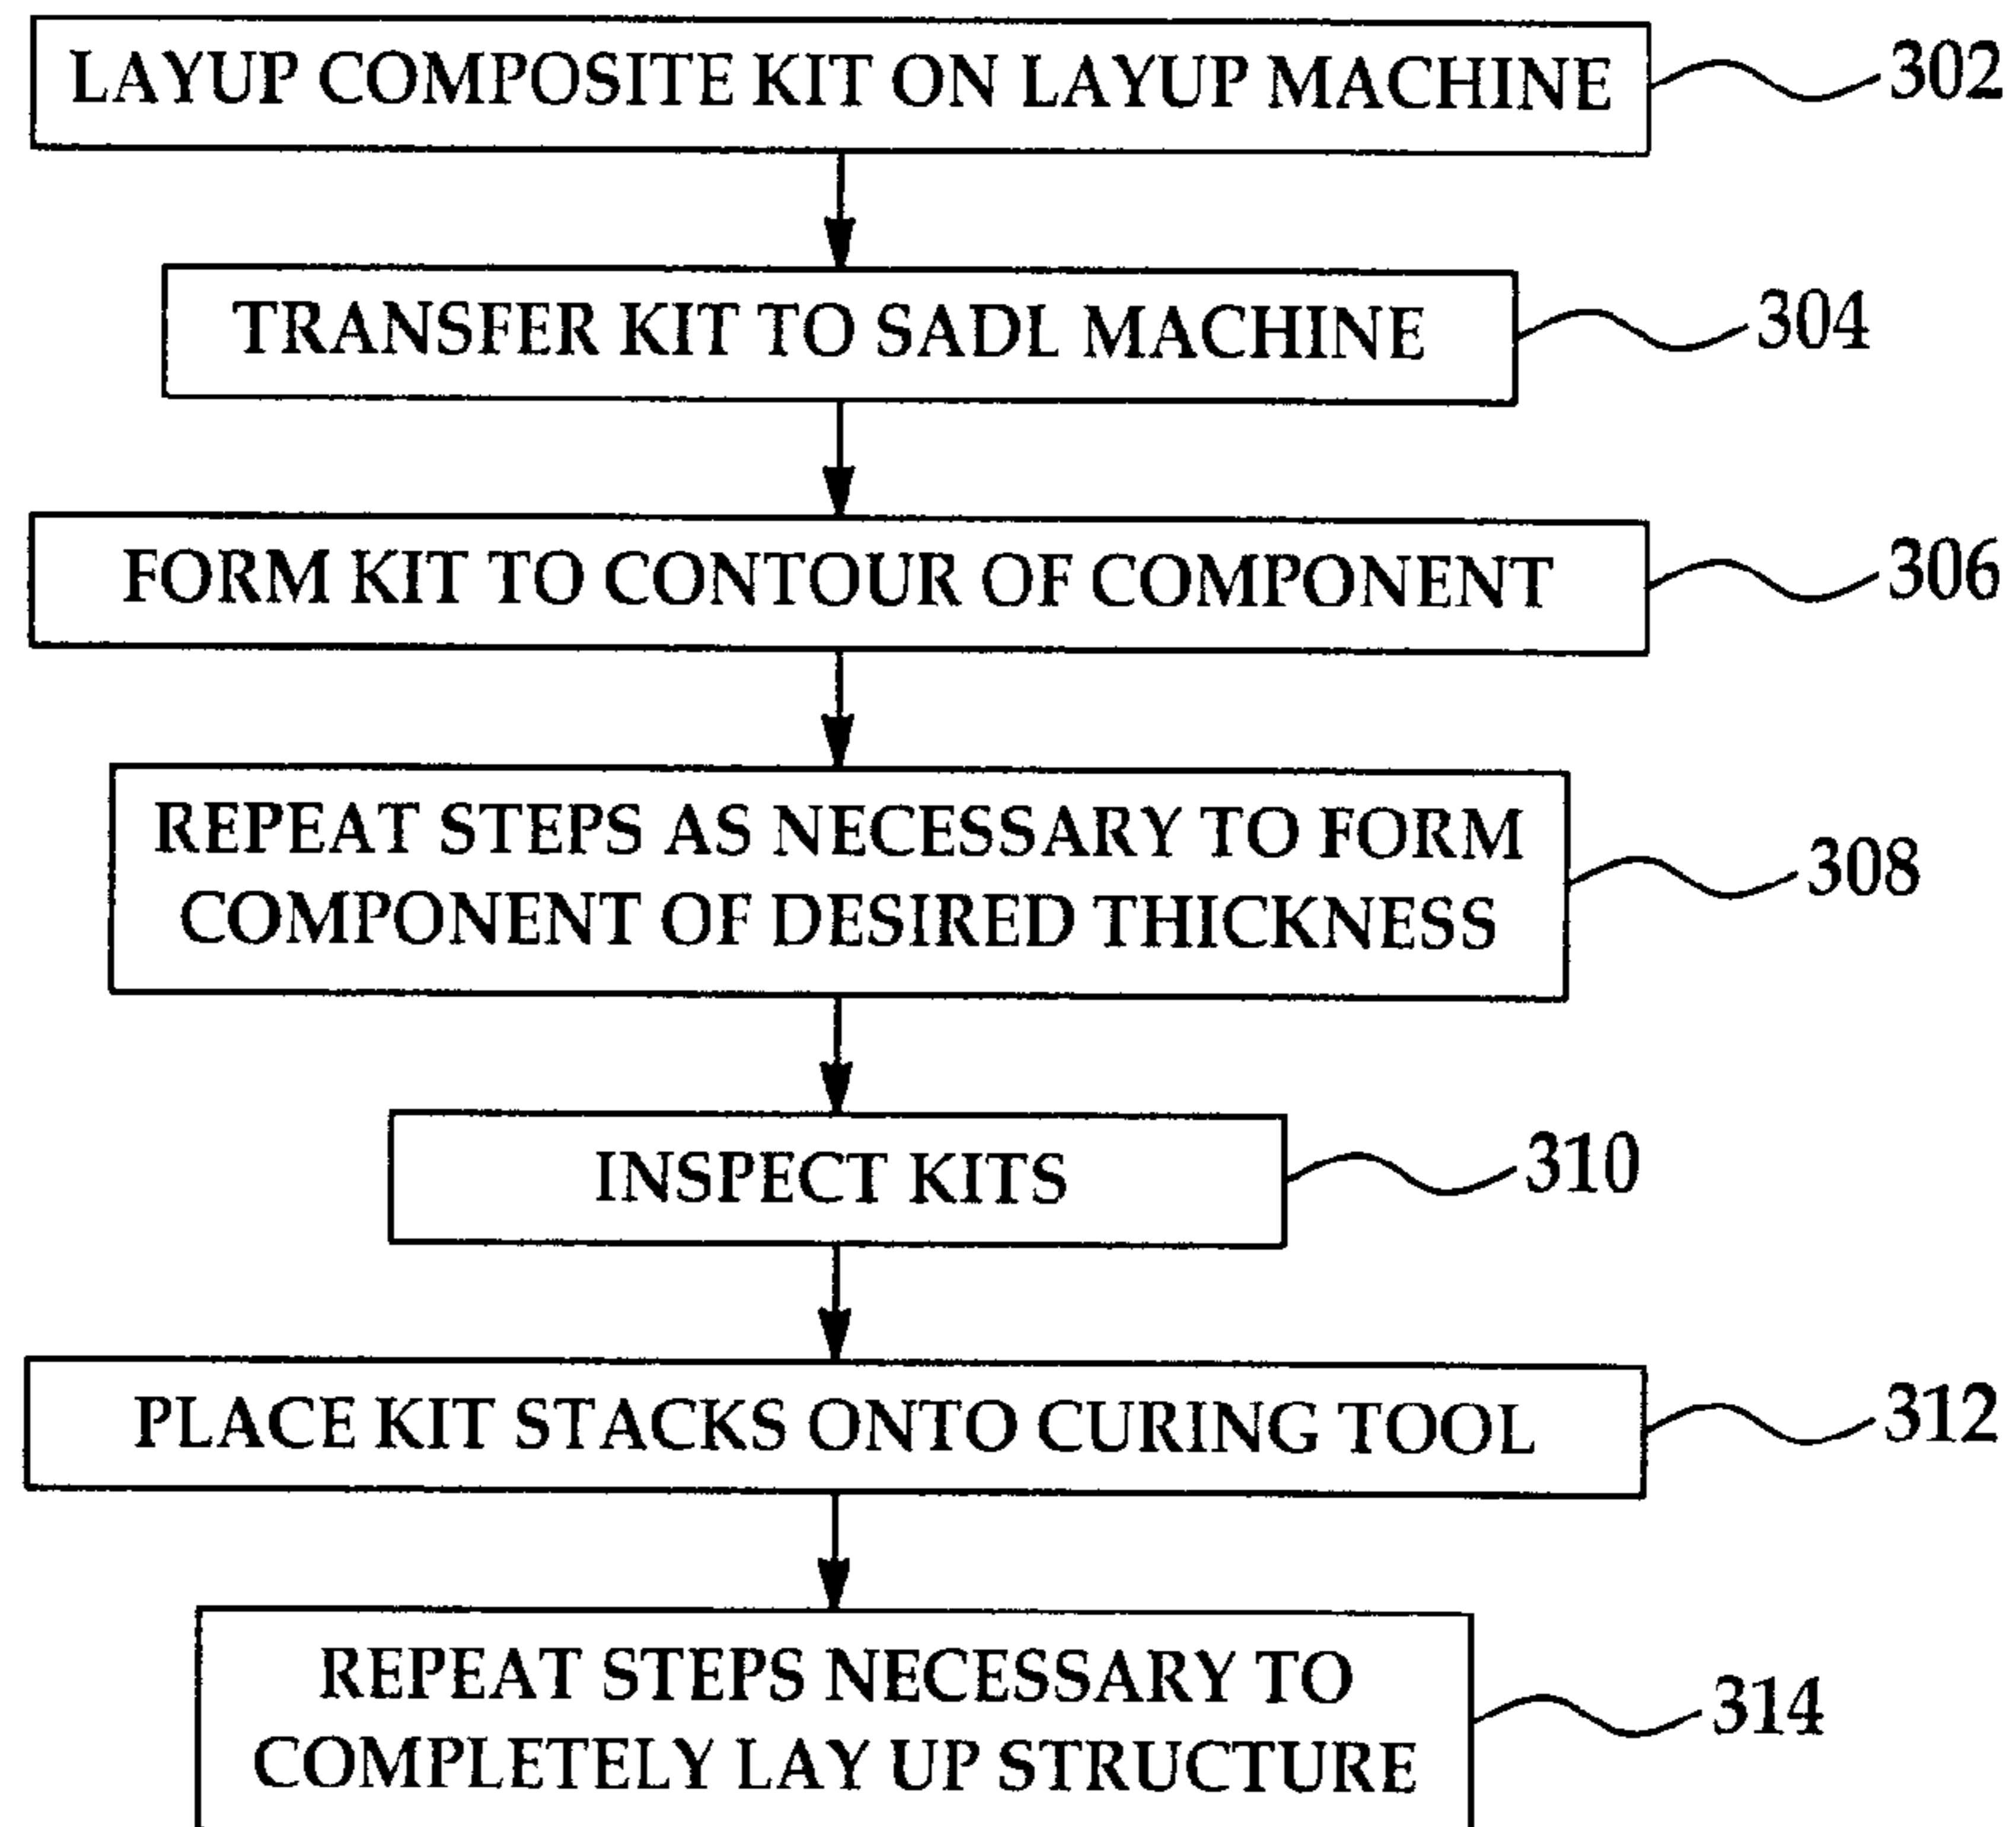 LAYUP COMPOSITE KIT ON LAYUP MACHINE
302
TRANSFER KIT TO SADL MACHINE
304
FORM KIT TO CONTOUR OF COMPONENT
306
REPEAT STEPS AS NECESSARY TO FORM
COMPONENT OF DESIRED THICKNESS
308
INSPECT KITS
310
PLACE KIT STACKS ONTO CURING TOOL
312
REPEAT STEPS NECESSARY TO
COMPLETELY LAY UP STRUCTURE
314